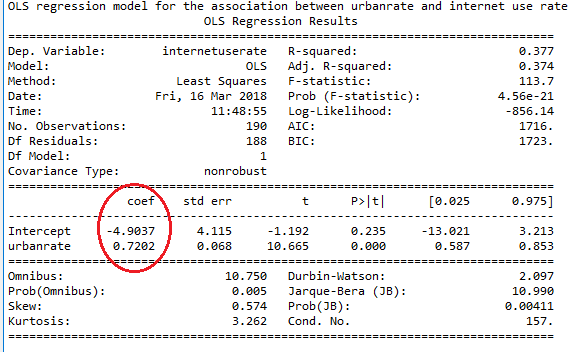 OLS regression model for the association between urbanrate and internet use rate
OLS Regression Results
==============================================================================
Dep. Variable: internetuserate R-squared: 0.377
Model: OLS Adj. R-squared: 0.374
Method: Least Squares F-statistic: 113.7
Date: Fri, 16 Mar 2018 Prob (F-statistic): 4.56e-21
Time: 11:48:55 Log-Likelihood: -856.14
No. Observations: 190 AIC: 1716.
Df Residuals: 188 BIC: 1723.
Df Model: 1
Covariance Type: nonrobust
==============================================================================
coef std err t P>|t| [0.025 0.975]
------------------------------------------------------------------------------
Intercept -4.9037 4.115 -1.192 0.235 -13.021 3.213
urbanrate 0.7202 0.068 10.665 0.000 0.587 0.853
==============================================================================
Omnibus: 10.750 Durbin-Watson: 2.097
Prob(Omnibus): 0.005 Jarque-Bera (JB): 10.990
Skew: 0.574 Prob(JB): 0.00411
Kurtosis: 3.262 Cond. No. 157.
==============================================================================